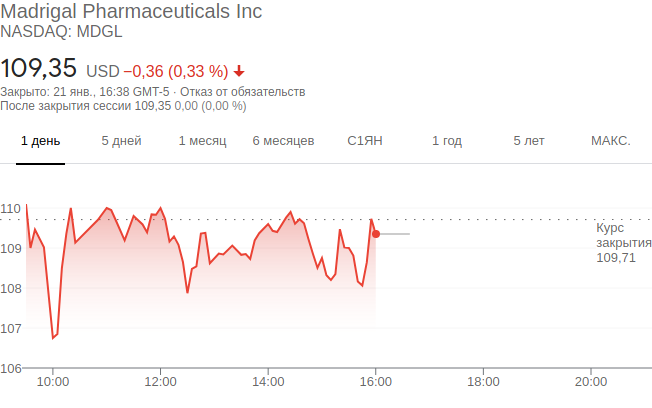 Madrigal Pharmaceuticals Inc
NASDAQ: MDGL
109,35 USD −0,36 (0,33 %)
Закрыто: 21 янв., 16:38 GMT-5 · Отказ от обязательств
После закрытия сессии 109,35 0,00 (0,00 %)
1 день 5 дней 1 месяц 6 месяцев С1ЯН 1 год 5 лет МАКС.
110
109
108
107
106
Курс
закрытия
109,71
10:00 12:00 14:00 16:00 18:00 20:00